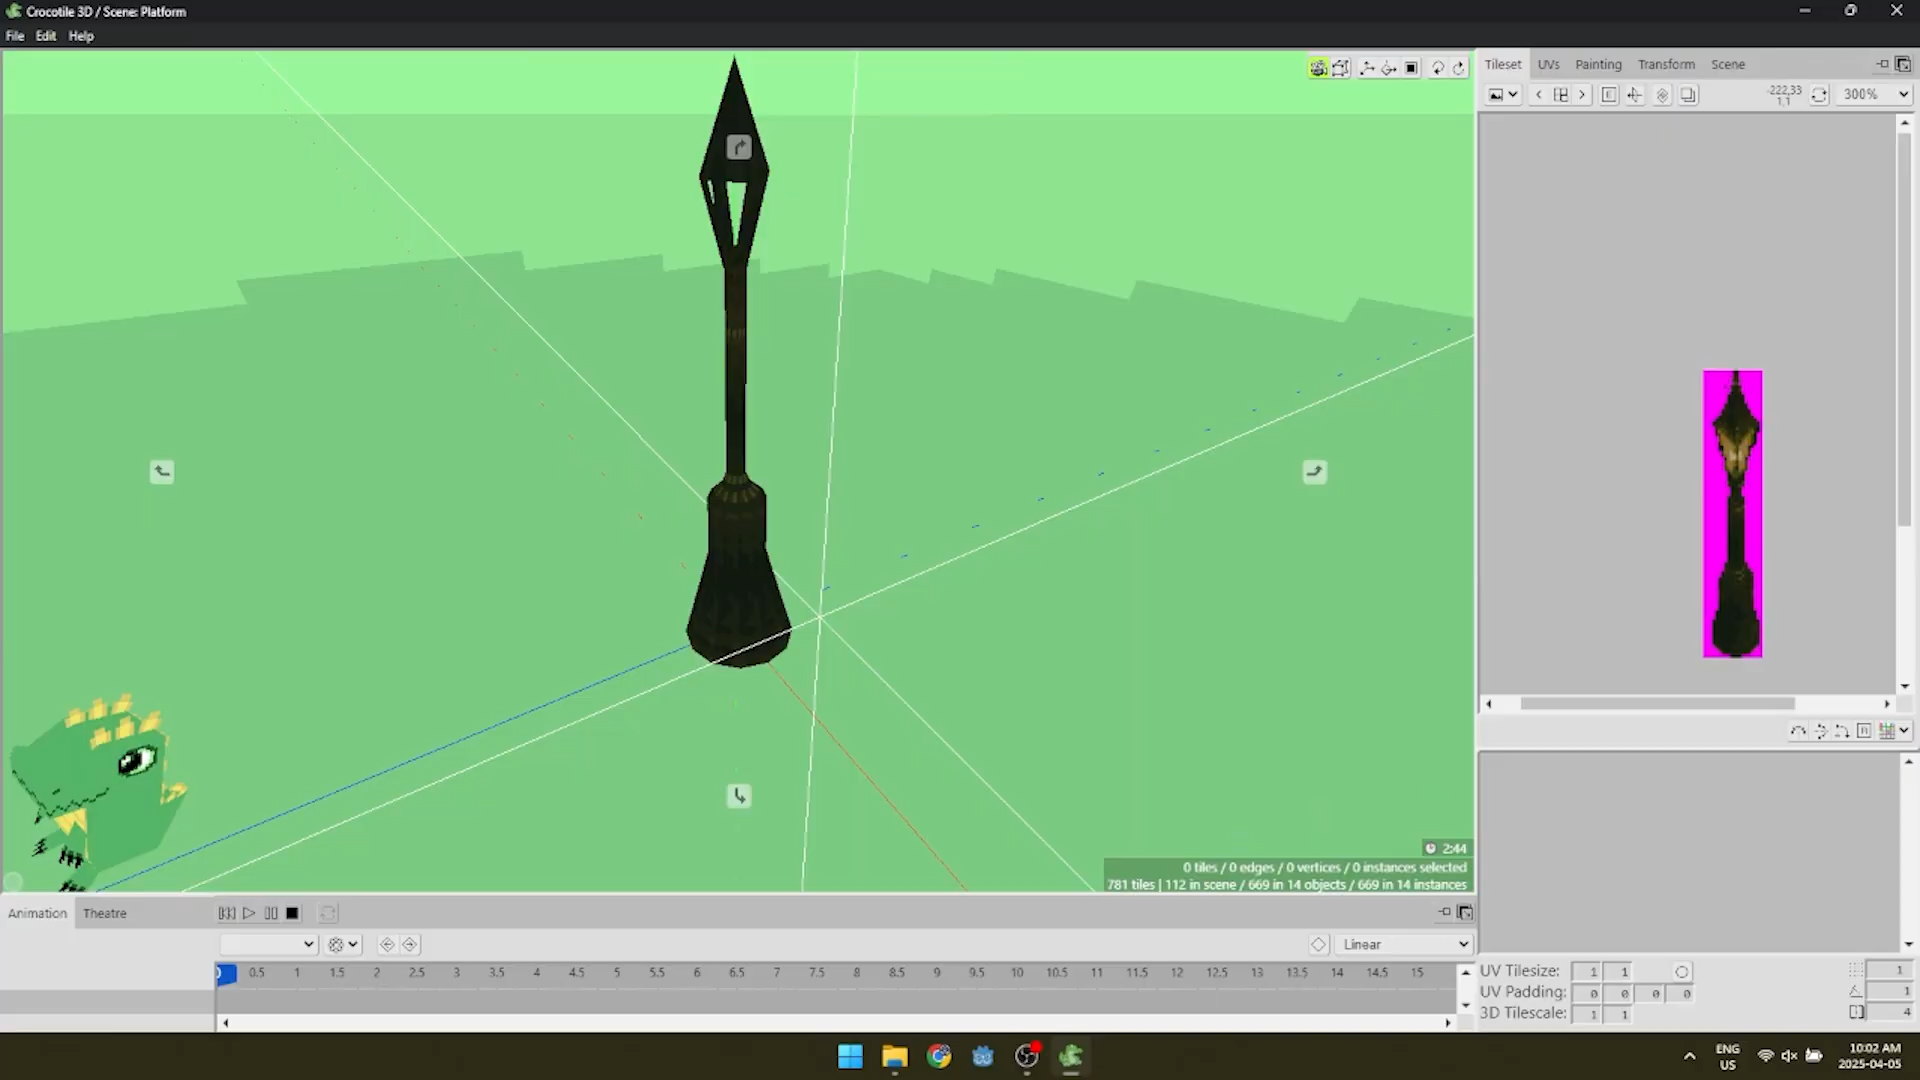 Crocotile 3D / Scene: Platform
File Edit Help
Tileset UVs Painting Transform Scene
-222,33
1,1
300%
2:44
0 tiles / 0 edges / 0 vertices / 0 instances selected
781 tiles | 112 in scene / 669 in 14 objects / 669 in 14 instances
Animation Theatre
Linear
0 0.5 1 1.5 2 2.5 3 3.5 4 4.5 5 5.5 6 6.5 7 7.5 8 8.5 9 9.5 10 10.5 11 11.5 12 12.5 13 13.5 14 14.5 15
UV Tilesize: 1 1 1
UV Padding: 0 0 0 0 1
3D Tilescale: 1 1 4
ENG
US
10:02 AM
2025-04-05